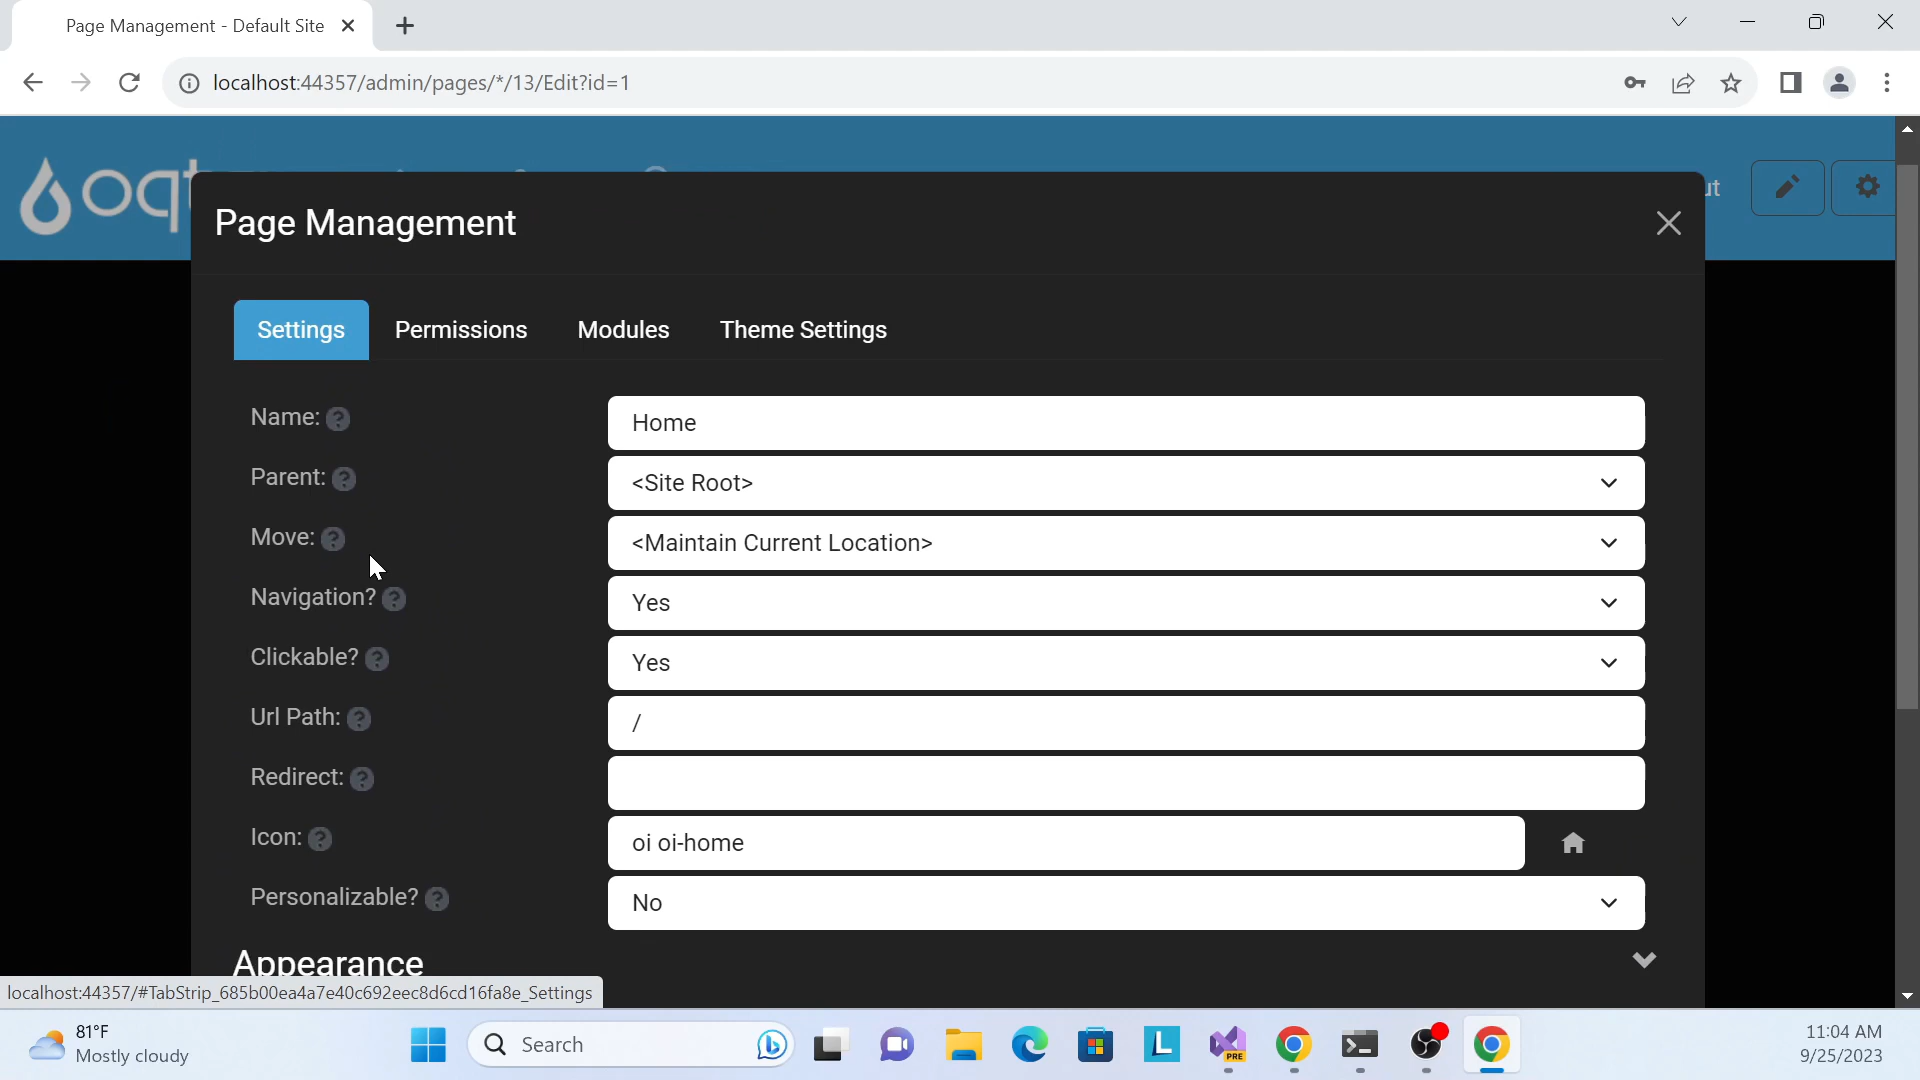 Page Management - Default Site
localhost:44357/admin/pages/*/13/Edit?id=1
Page Management
Settings
Permissions
Modules
Theme Settings
Name:
Home
Parent:
<Site Root>
Move:
<Maintain Current Location>
Navigation?
Yes
Clickable?
Yes
Url Path:
/
Redirect:
Icon:
oi oi-home
Personalizable?
No
Appearance
localhost:44357/#TabStrip_685b00ea4a7e40c692eec8d6cd16fa8e_Settings
81°F
Mostly cloudy
Search
PRE
11:04 AM
9/25/2023